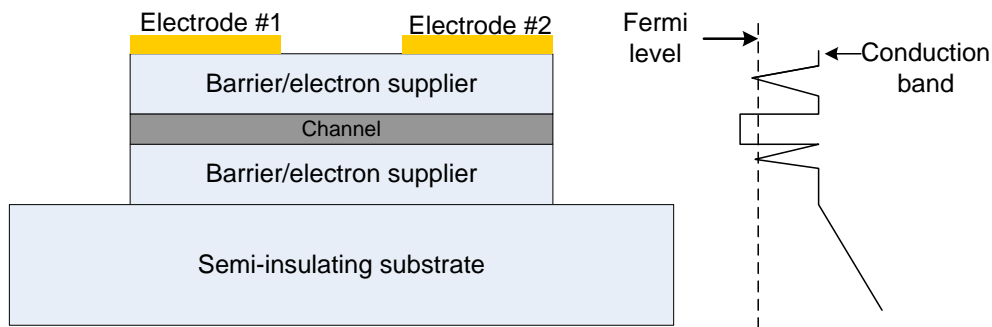 Electrode #1
Electrode #2
Barrier/electron supplier
Channel
Barrier/electron supplier
Semi-insulating substrate
Fermi
level
Conduction
band